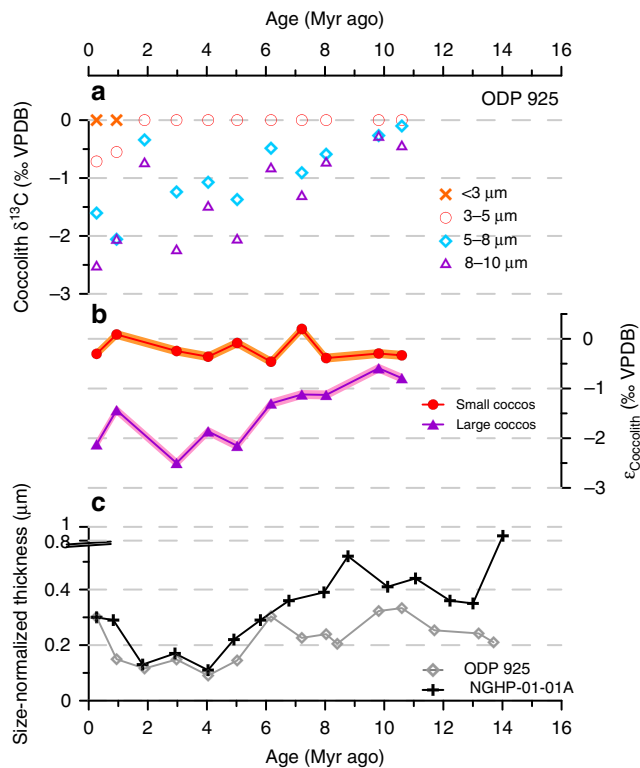 Age (Myr ago)
0 2 4 6 8 10 12 14 16
a
ODP 925
Coccolith δ¹³C (‰ VPDB)
0
−1
−2
−3
<3 μm
3–5 μm
5–8 μm
8–10 μm
b
Small coccos
Large coccos
0
−1
−2
−3
εCoccolith (‰ VPDB)
c
Size-normalized thickness (μm)
1
0.8
0.4
0.2
0
ODP 925
NGHP-01-01A
0 2 4 6 8 10 12 14 16
Age (Myr ago)